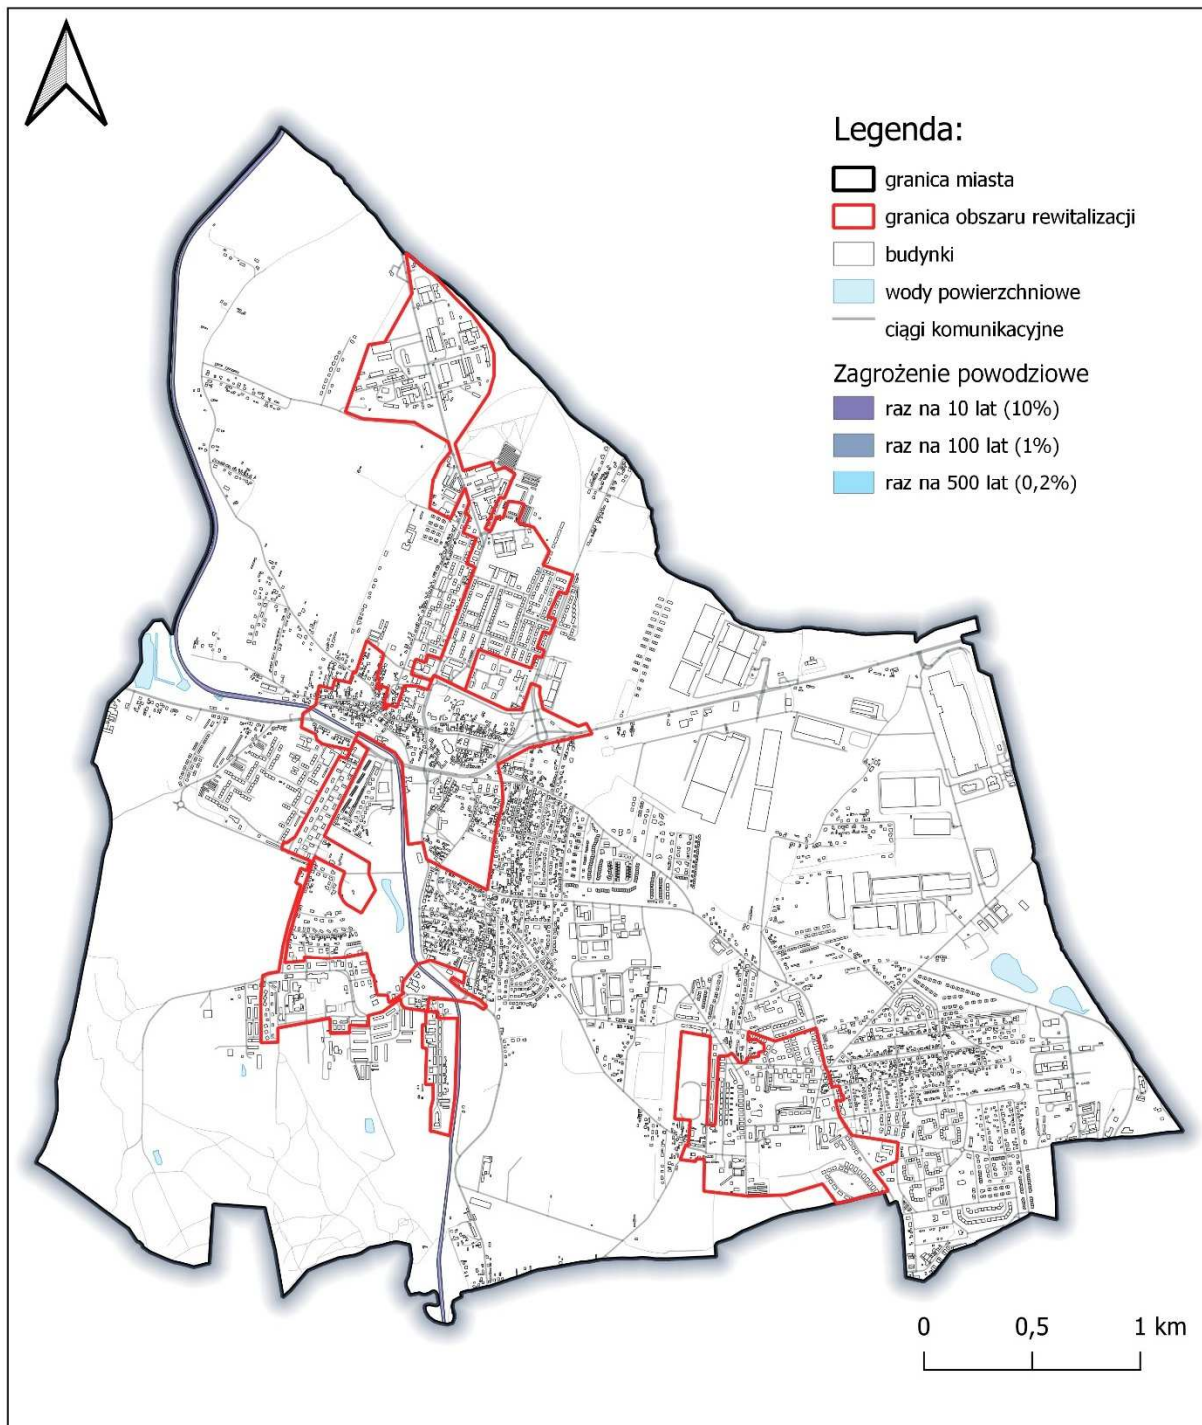 Legenda:
granica miasta
granica obszaru rewitalizacji
budynki
wody powierzchniowe
ciągi komunikacyjne
Zagrożenie powodziowe
raz na 10 lat (10%)
raz na 100 lat (1%)
raz na 500 lat (0,2%)
0 0,5 1 km